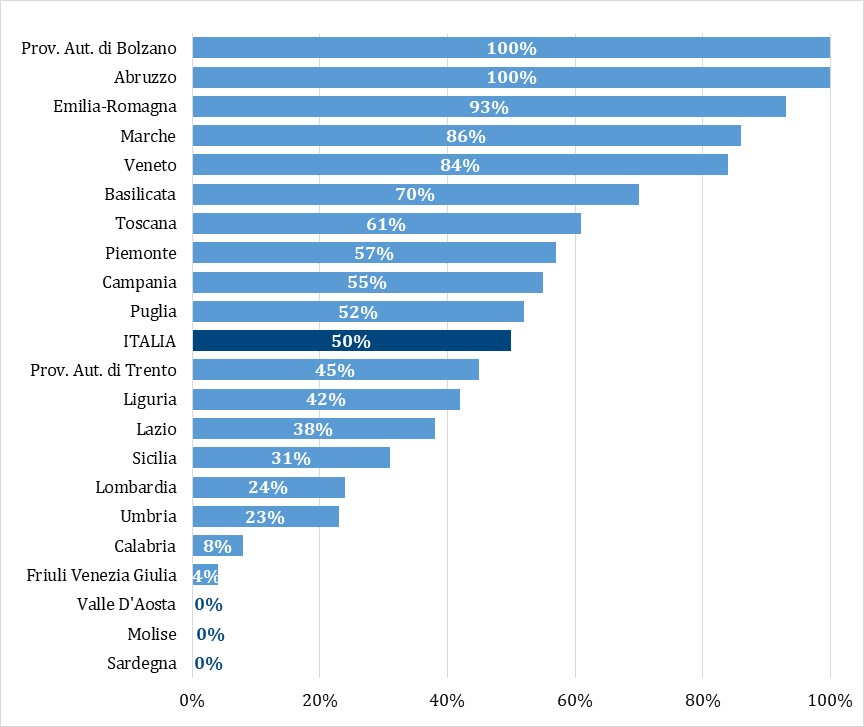 Prov. Aut. di Bolzano 100%
Abruzzo 100%
Emilia-Romagna 93%
Marche 86%
Veneto 84%
Basilicata 70%
Toscana 61%
Piemonte 57%
Campania 55%
Puglia 52%
ITALIA 50%
Prov. Aut. di Trento 45%
Liguria 42%
Lazio 38%
Sicilia 31%
Lombardia 24%
Umbria 23%
Calabria 8%
Friuli Venezia Giulia 4%
Valle D'Aosta 0%
Molise 0%
Sardegna 0%
0% 20% 40% 60% 80% 100%